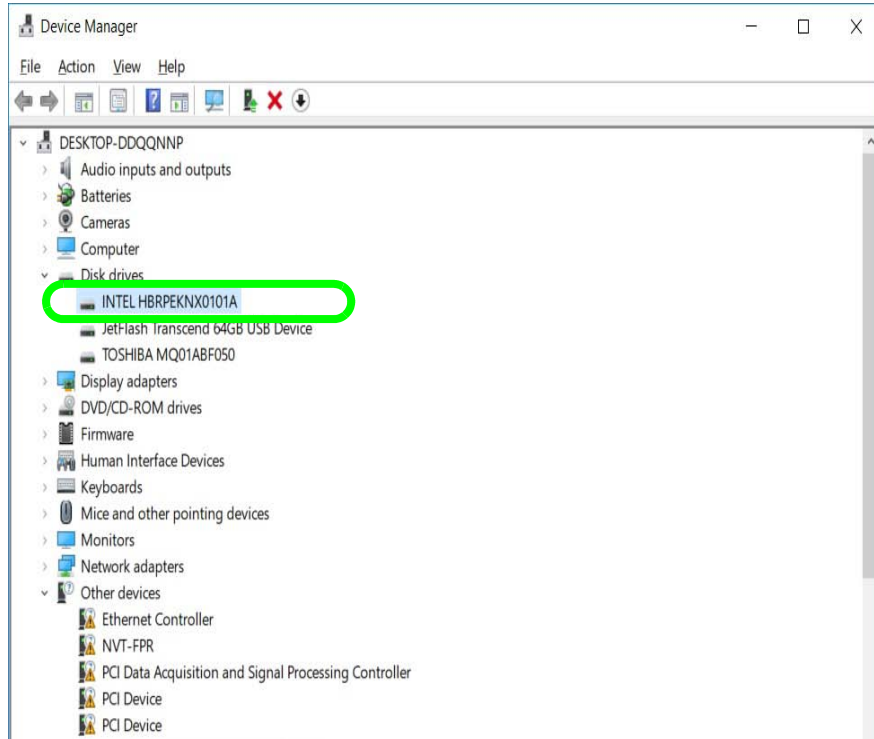 Device Manager
File Action View Help
DESKTOP-DDQQNNP
Audio inputs and outputs
Batteries
Cameras
Computer
Disk drives
INTEL HBRPEKNX0101A
JetFlash Transcend 64GB USB Device
TOSHIBA MQ01ABF050
Display adapters
DVD/CD-ROM drives
Firmware
Human Interface Devices
Keyboards
Mice and other pointing devices
Monitors
Network adapters
Other devices
Ethernet Controller
NVT-FPR
PCI Data Acquisition and Signal Processing Controller
PCI Device
PCI Device